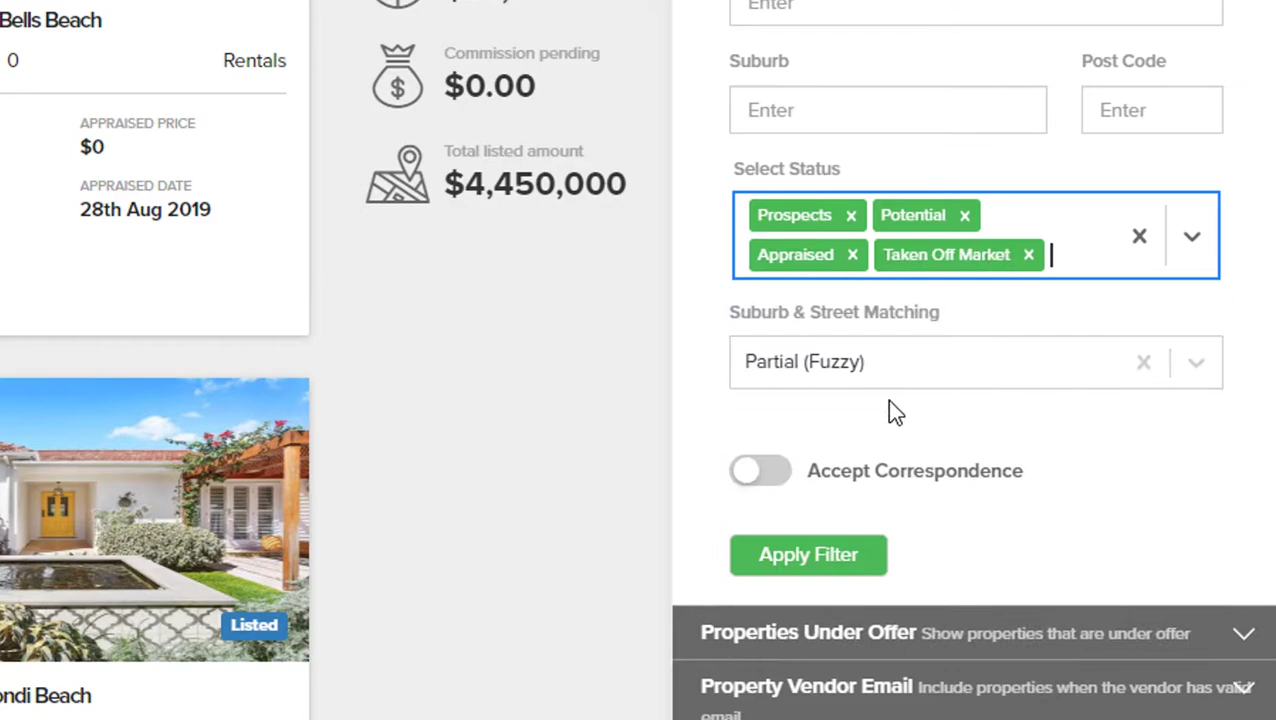 Bells Beach
0 Rentals
APPRAISED PRICE
$0
APPRAISED DATE
28th Aug 2019
Listed
ondi Beach
Commission pending
$0.00
Total listed amount
$4,450,000
Enter
Suburb Post Code
Enter Enter
Select Status
Prospects Potential
Appraised Taken Off Market
Suburb & Street Matching
Partial (Fuzzy)
Accept Correspondence
Apply Filter
Properties Under Offer Show properties that are under offer
Property Vendor Email Include properties when the vendor has valid
email